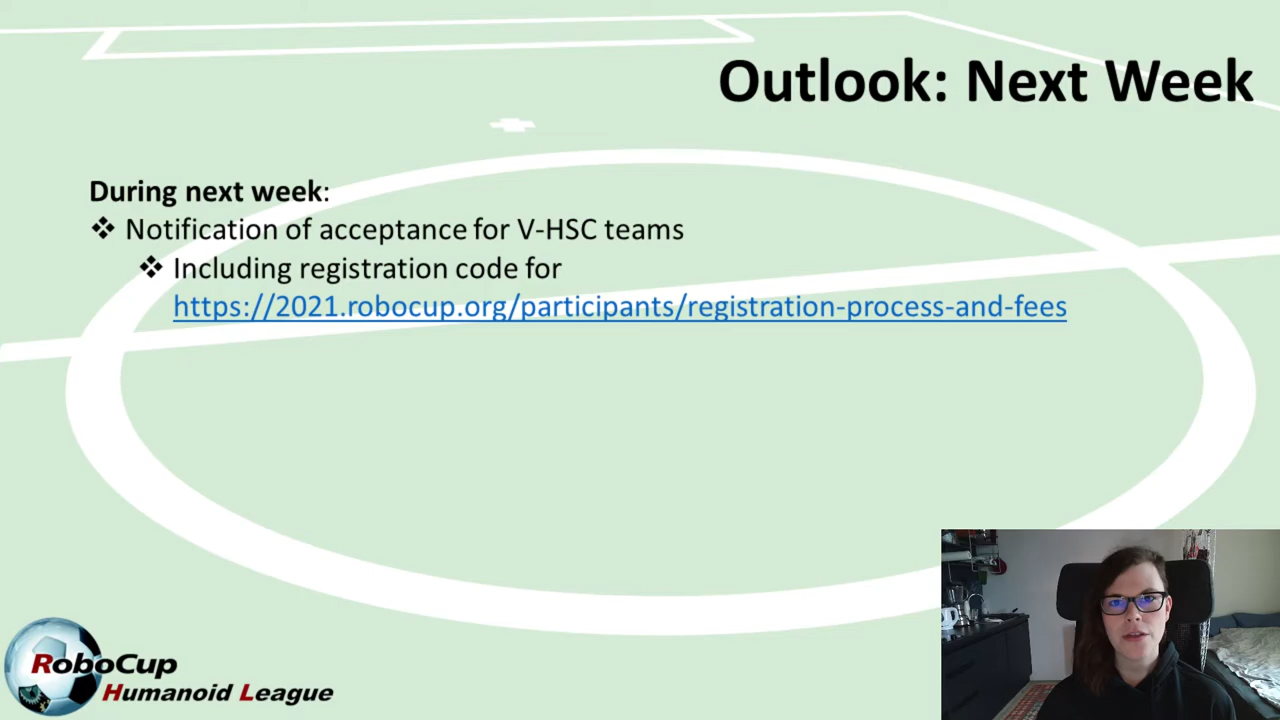 Outlook: Next Week
During next week:
❖ Notification of acceptance for V-HSC teams
❖ Including registration code for
https://2021.robocup.org/participants/registration-process-and-fees
RoboCup
Humanoid League